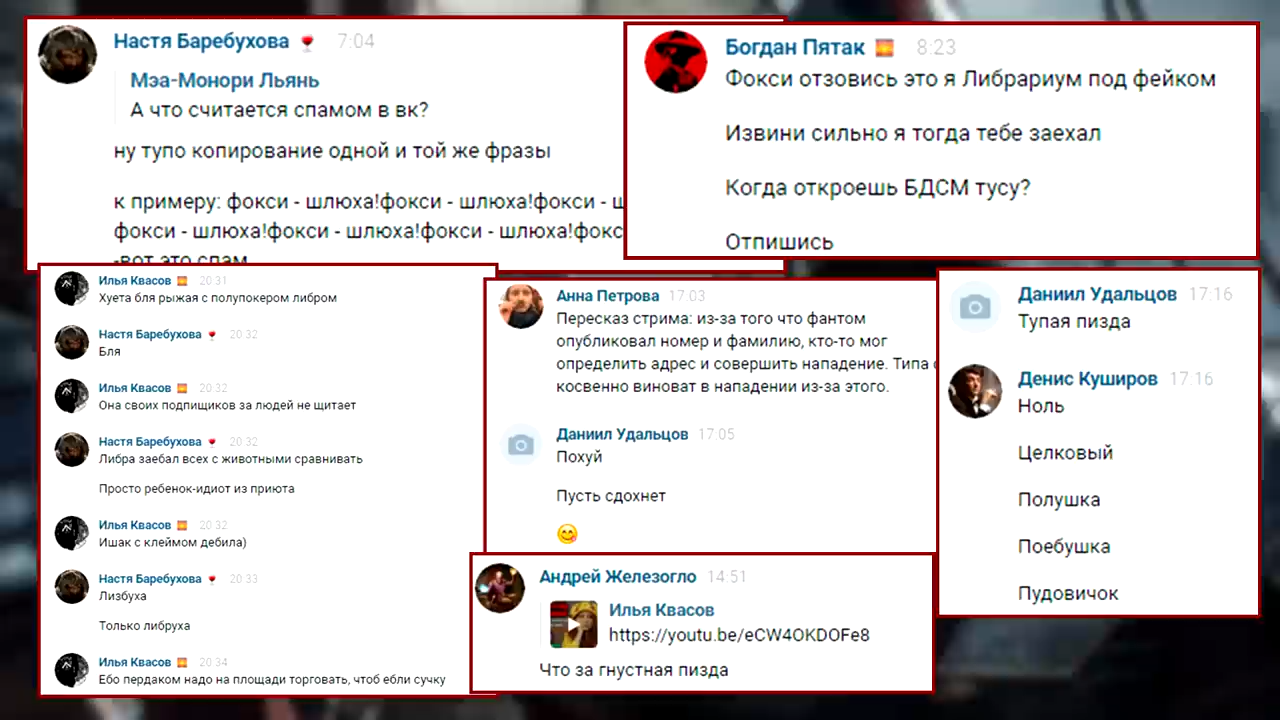 Настя Баребухова 7:04
Мэа-Монори Льянь
А что считается спамом в вк?
ну тупо копирование одной и той же фразы
к примеру: фокси - шлюха!фокси - шлюха!фокси - ш
фокси - шлюха!фокси - шлюха!фокси - шлюха!фокс
-вот это спам
Богдан Пятак 8:23
Фокси отзовись это я Либрариум под фейком
Извини сильно я тогда тебе заехал
Когда откроешь БДСМ тусу?
Отпишись
Илья Квасов 20:31
Хуета бля рыжая с полупокером либром
Настя Баребухова 20:32
Бля
Илья Квасов 20:32
Она своих подпищиков за людей не щитает
Настя Баребухова 20:32
Либра заебал всех с животными сравнивать
Просто ребенок-идиот из приюта
Илья Квасов 20:32
Ишак с клеймом дебила)
Настя Баребухова 20:33
Лизбуха
Только либруха
Илья Квасов 20:34
Ебо пердаком надо на площади торговать, чтоб ебли сучку
Анна Петрова 17:03
Пересказ стрима: из-за того что фантом
опубликовал номер и фамилию, кто-то мог
определить адрес и совершить нападение. Типа
косвенно виноват в нападении из-за этого.
Даниил Удальцов 17:05
Похуй
Пусть сдохнет
Андрей Железогло 14:51
Илья Квасов
https://youtu.be/eCW4OKDOFe8
Что за гнустная пизда
Даниил Удальцов 17:16
Тупая пизда
Денис Куширов 17:16
Ноль
Целковый
Полушка
Поебушка
Пудовичок